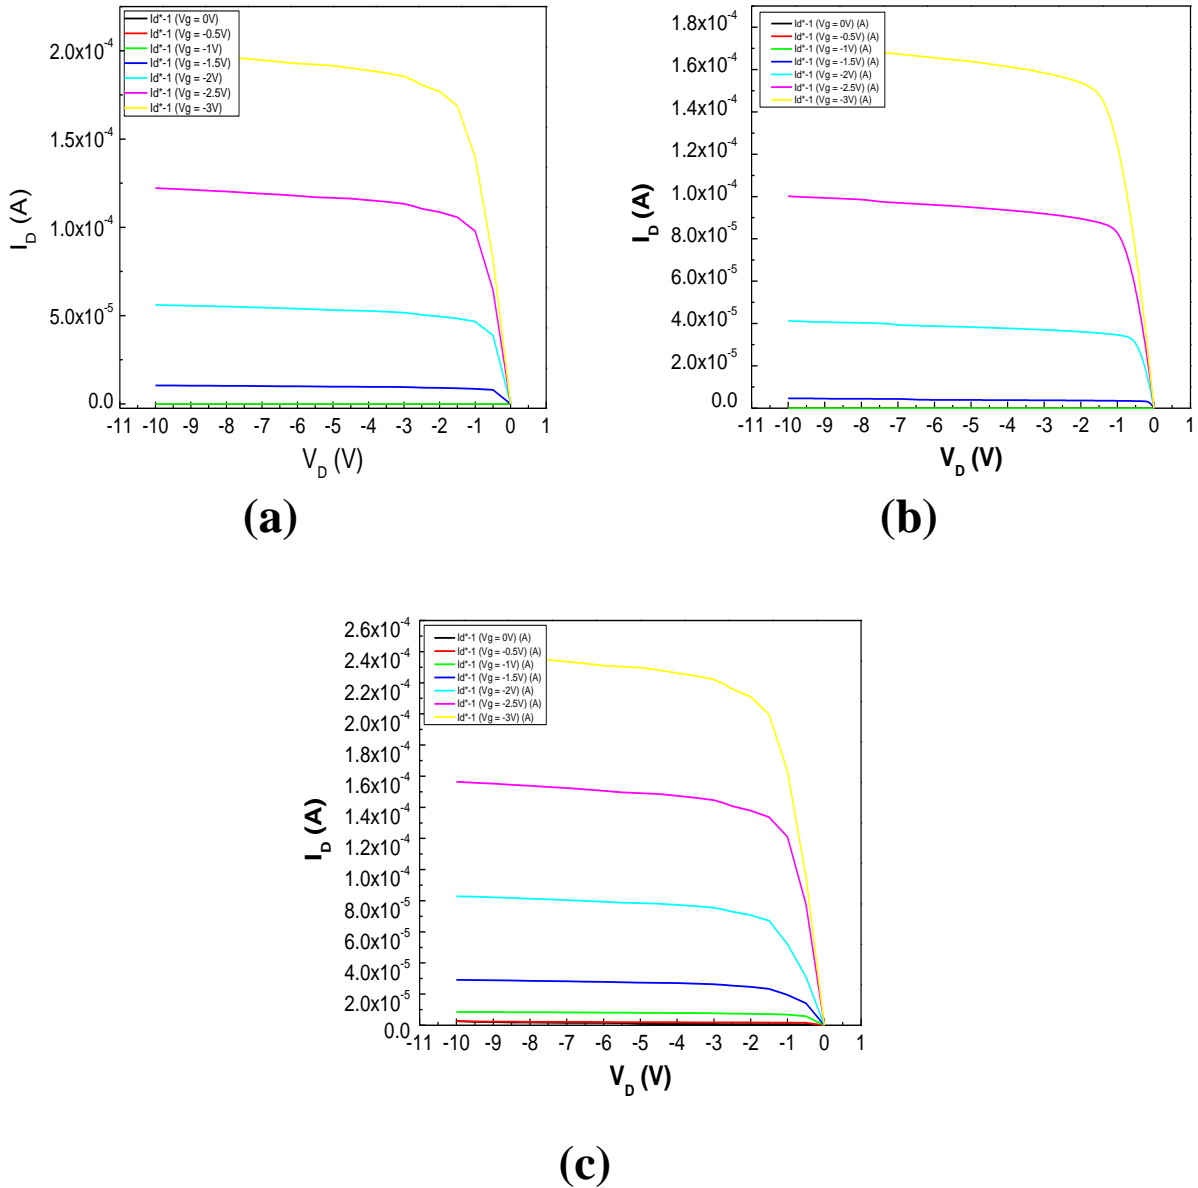 Id*-1 (Vg = 0V)
Id*-1 (Vg = -0.5V)
Id*-1 (Vg = -1V)
Id*-1 (Vg = -1.5V)
Id*-1 (Vg = -2V)
Id*-1 (Vg = -2.5V)
Id*-1 (Vg = -3V)
2.0x10⁻⁴
1.5x10⁻⁴
1.0x10⁻⁴
5.0x10⁻⁵
0.0
I_D (A)
-11 -10 -9 -8 -7 -6 -5 -4 -3 -2 -1 0 1
V_D (V)
(a)
Id*-1 (Vg = 0V) (A)
Id*-1 (Vg = -0.5V) (A)
Id*-1 (Vg = -1V) (A)
Id*-1 (Vg = -1.5V) (A)
Id*-1 (Vg = -2V) (A)
Id*-1 (Vg = -2.5V) (A)
Id*-1 (Vg = -3V) (A)
1.8x10⁻⁴
1.6x10⁻⁴
1.4x10⁻⁴
1.2x10⁻⁴
1.0x10⁻⁴
8.0x10⁻⁵
6.0x10⁻⁵
4.0x10⁻⁵
2.0x10⁻⁵
0.0
I_D (A)
-11 -10 -9 -8 -7 -6 -5 -4 -3 -2 -1 0 1
V_D (V)
(b)
Id*-1 (Vg = 0V) (A)
Id*-1 (Vg = -0.5V) (A)
Id*-1 (Vg = -1V) (A)
Id*-1 (Vg = -1.5V) (A)
Id*-1 (Vg = -2V) (A)
Id*-1 (Vg = -2.5V) (A)
Id*-1 (Vg = -3V) (A)
2.6x10⁻⁴
2.4x10⁻⁴
2.2x10⁻⁴
2.0x10⁻⁴
1.8x10⁻⁴
1.6x10⁻⁴
1.4x10⁻⁴
1.2x10⁻⁴
1.0x10⁻⁴
8.0x10⁻⁵
6.0x10⁻⁵
4.0x10⁻⁵
2.0x10⁻⁵
0.0
I_D (A)
-11 -10 -9 -8 -7 -6 -5 -4 -3 -2 -1 0 1
V_D (V)
(c)